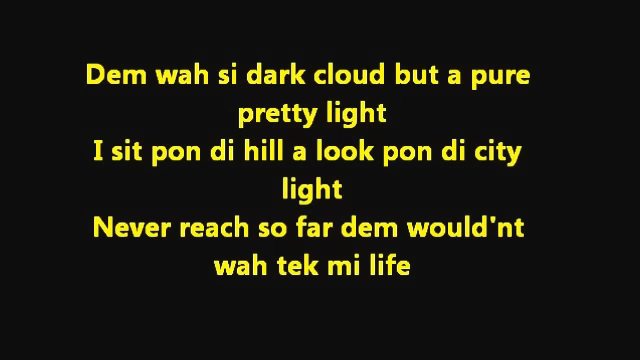 Dem wah si dark cloud but a pure
pretty light
I sit pon di hill a look pon di city
light
Never reach so far dem would'nt
wah tek mi life